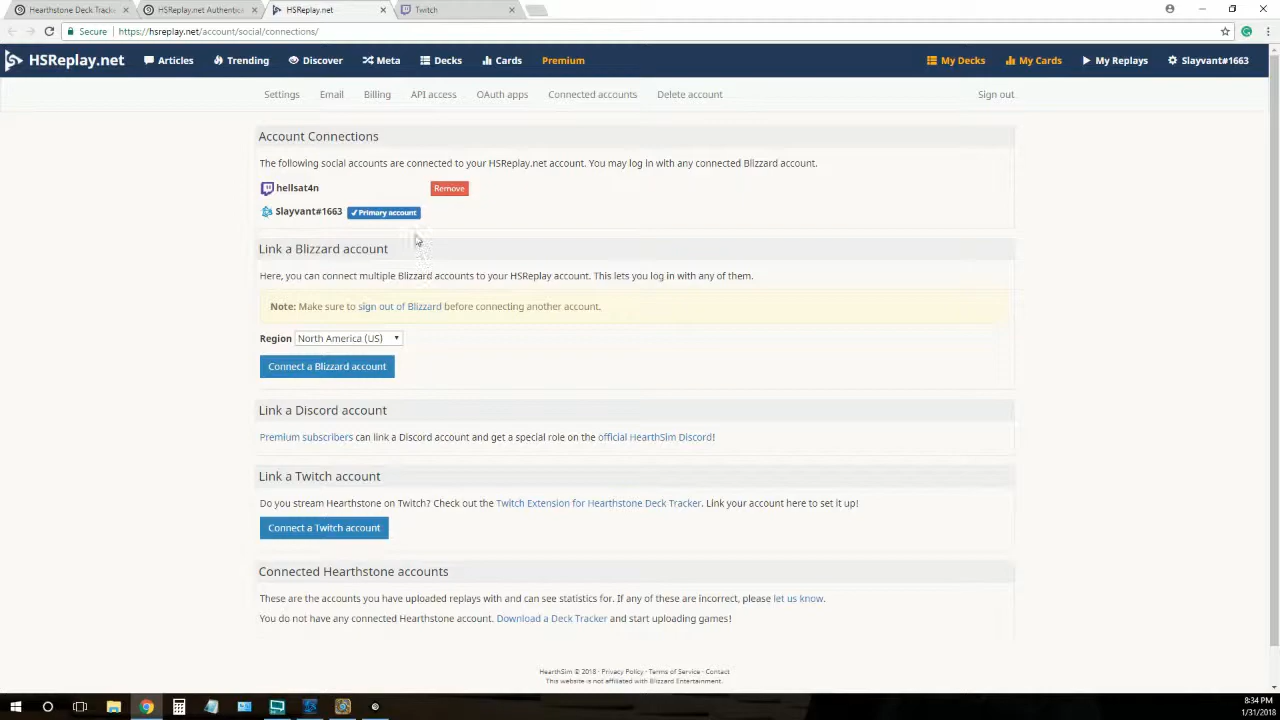 Hearthstone Deck Track
HSReplay.net Authentic
HSReplay.net
Twitch
Secure
https://hsreplay.net/account/social/connections/
HSReplay.net
Articles
Trending
Discover
Meta
Decks
Cards
Premium
My Decks
My Cards
My Replays
Slayvant#1663
Settings
Email
Billing
API access
OAuth apps
Connected accounts
Delete account
Sign out
Account Connections
The following social accounts are connected to your HSReplay.net account. You may log in with any connected Blizzard account.
hellsat4n
Remove
Slayvant#1663
✓Primary account
Link a Blizzard account
Here, you can connect multiple Blizzard accounts to your HSReplay account. This lets you log in with any of them.
Note: Make sure to sign out of Blizzard before connecting another account.
Region North America (US)
Connect a Blizzard account
Link a Discord account
Premium subscribers can link a Discord account and get a special role on the official HearthSim Discord!
Link a Twitch account
Do you stream Hearthstone on Twitch? Check out the Twitch Extension for Hearthstone Deck Tracker. Link your account here to set it up!
Connect a Twitch account
Connected Hearthstone accounts
These are the accounts you have uploaded replays with and can see statistics for. If any of these are incorrect, please let us know.
You do not have any connected Hearthstone account. Download a Deck Tracker and start uploading games!
HearthSim © 2018 · Privacy Policy · Terms of Service · Contact
This website is not affiliated with Blizzard Entertainment.
8:34 PM
1/31/2018